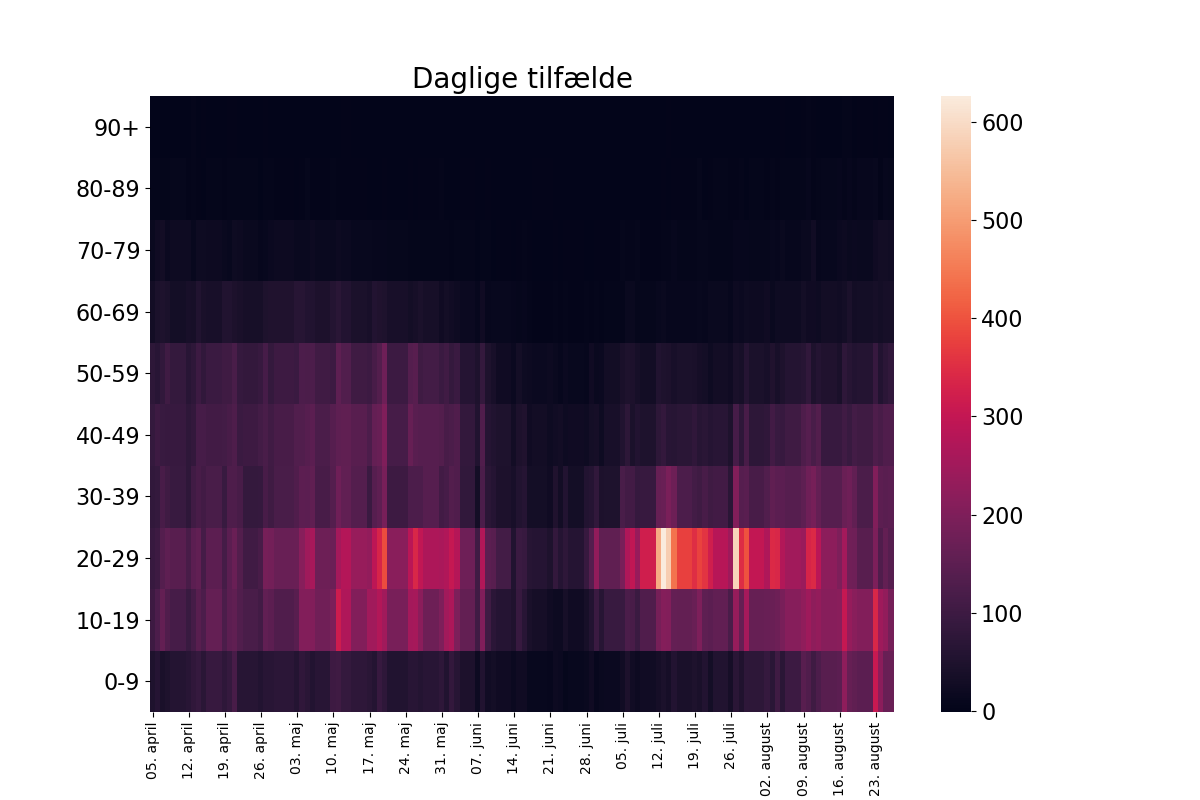 Daglige tilfælde
90+
80-89
70-79
60-69
50-59
40-49
30-39
20-29
10-19
0-9
05. april
12. april
19. april
26. april
03. maj
10. maj
17. maj
24. maj
31. maj
07. juni
14. juni
21. juni
28. juni
05. juli
12. juli
19. juli
26. juli
02. august
09. august
16. august
23. august
600
500
400
300
200
100
0